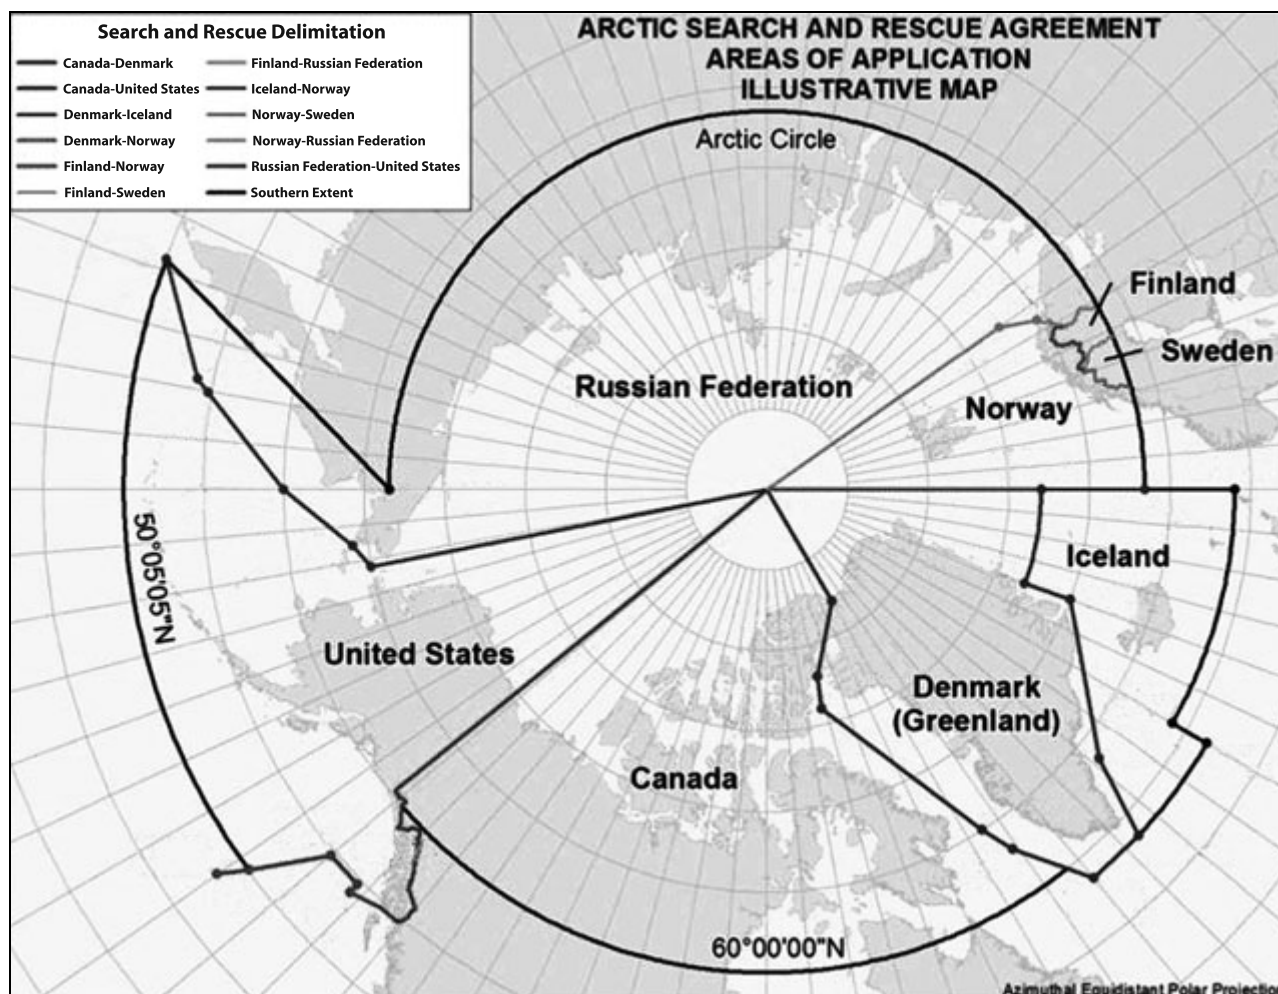 Search and Rescue Delimitation
Canada-Denmark
Canada-United States
Denmark-Iceland
Denmark-Norway
Finland-Norway
Finland-Sweden
Finland-Russian Federation
Iceland-Norway
Norway-Sweden
Norway-Russian Federation
Russian Federation-United States
Southern Extent
ARCTIC SEARCH AND RESCUE AGREEMENT
AREAS OF APPLICATION
ILLUSTRATIVE MAP
Arctic Circle
Finland
Sweden
Russian Federation
Norway
50°05'05"N
Iceland
United States
Denmark
(Greenland)
Canada
60°00'00"N
Azimuthal Equidistant Polar Projection